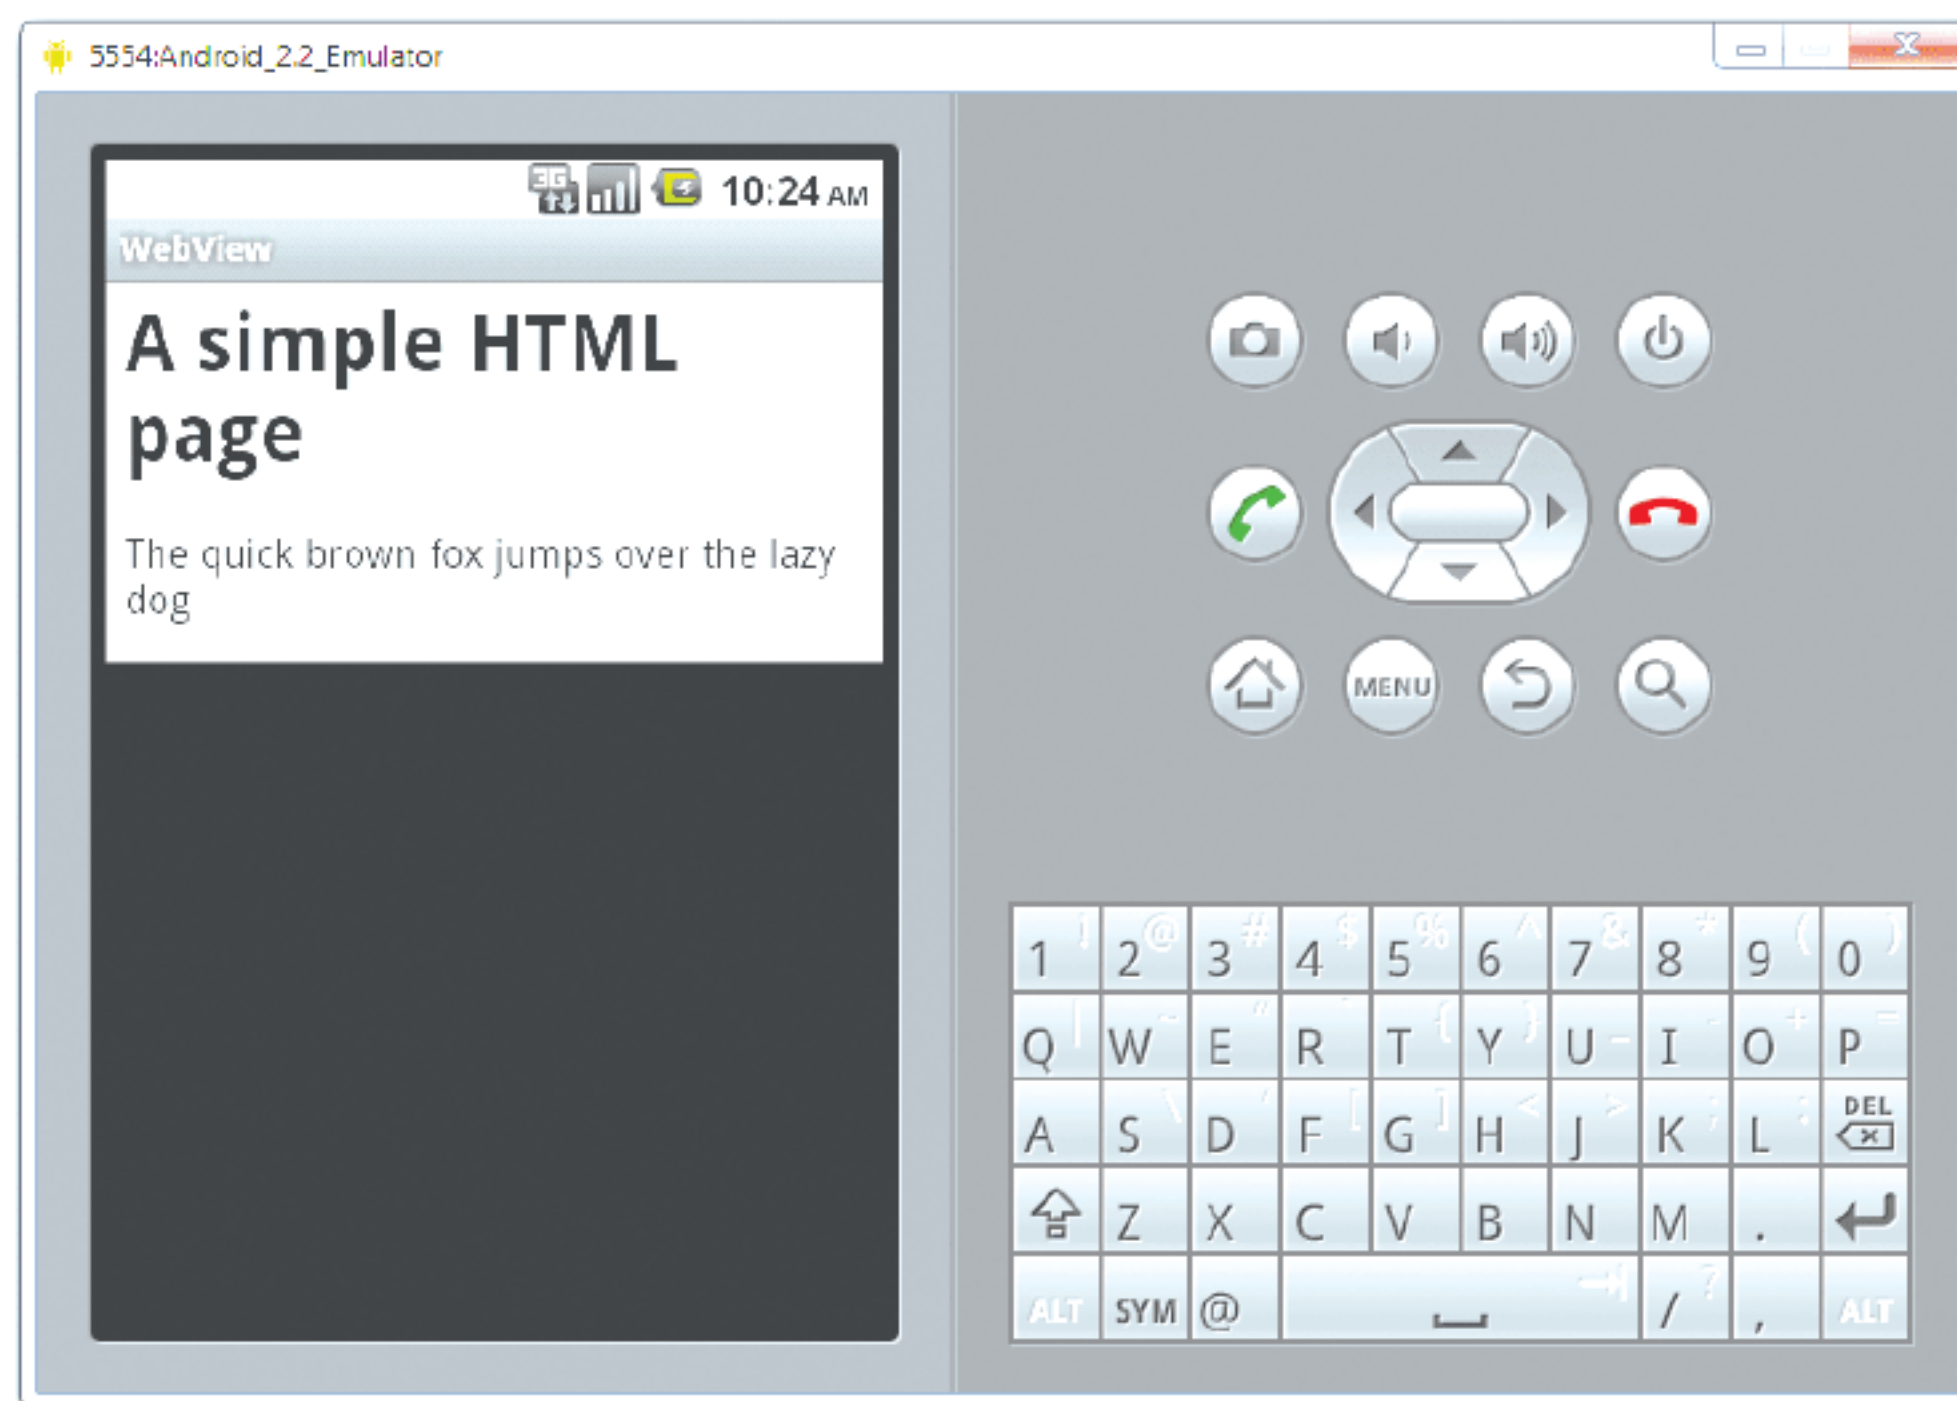 5554:Android_2.2_Emulator
3G 10:24 AM
WebView
A simple HTML
page
The quick brown fox jumps over the lazy
dog
MENU
1 ! 2 @ 3 # 4 $ 5 % 6 ^ 7 & 8 * 9 ( 0 )
Q | W ~ E " R ` T { Y } U _ I - O + P =
A S \ D ' F [ G ] H < J > K ; L : DEL
Z X C V B N M .
ALT SYM @ / ? , ALT